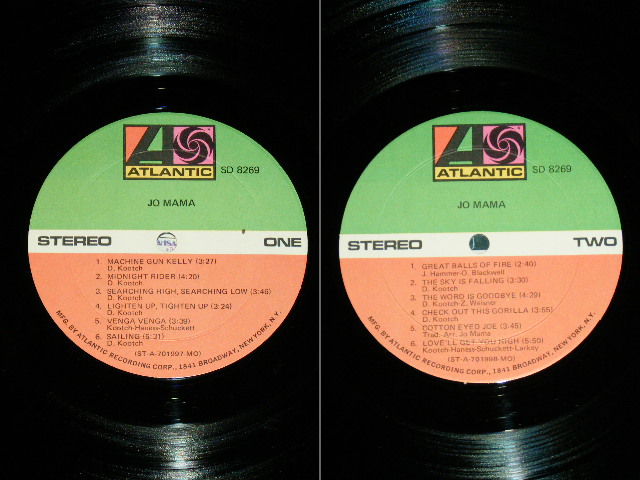 ATLANTIC
SD 8269
JO MAMA
STEREO
ONE
1. MACHINE GUN KELLY (3:27)
D. Kootch
2. MIDNIGHT RIDER (4:20)
D. Kootch
3. SEARCHING HIGH, SEARCHING LOW (3:46)
D. Kootch
4. LIGHTEN UP, TIGHTEN UP (3:24)
D. Kootch
5. VENGA VENGA (3:39)
Kootch-Haness-Schuckett
6. SAILING (5:31)
D. Kootch
(ST-A-701997-MO)
MFG. BY ATLANTIC RECORDING CORP., 1841 BROADWAY, NEW YORK, N.Y.
ATLANTIC
SD 8269
JO MAMA
STEREO
TWO
1. GREAT BALLS OF FIRE (2:40)
J. Hammer-O. Blackwell
2. THE SKY IS FALLING (3:30)
D. Kootch
3. THE WORD IS GOODBYE (4:29)
D. Kootch-Z. Weisner
4. CHECK OUT THIS GORILLA (3:55)
D. Kootch
5. COTTON EYED JOE (3:45)
Trad.-Arr. Jo Mama
6. LOVE'LL GET YOU HIGH (5:50)
Kootch-Haness-Schuckett-Larkey
(ST-A-701998-MO)
MFG. BY ATLANTIC RECORDING CORP., 1841 BROADWAY, NEW YORK, N.Y.